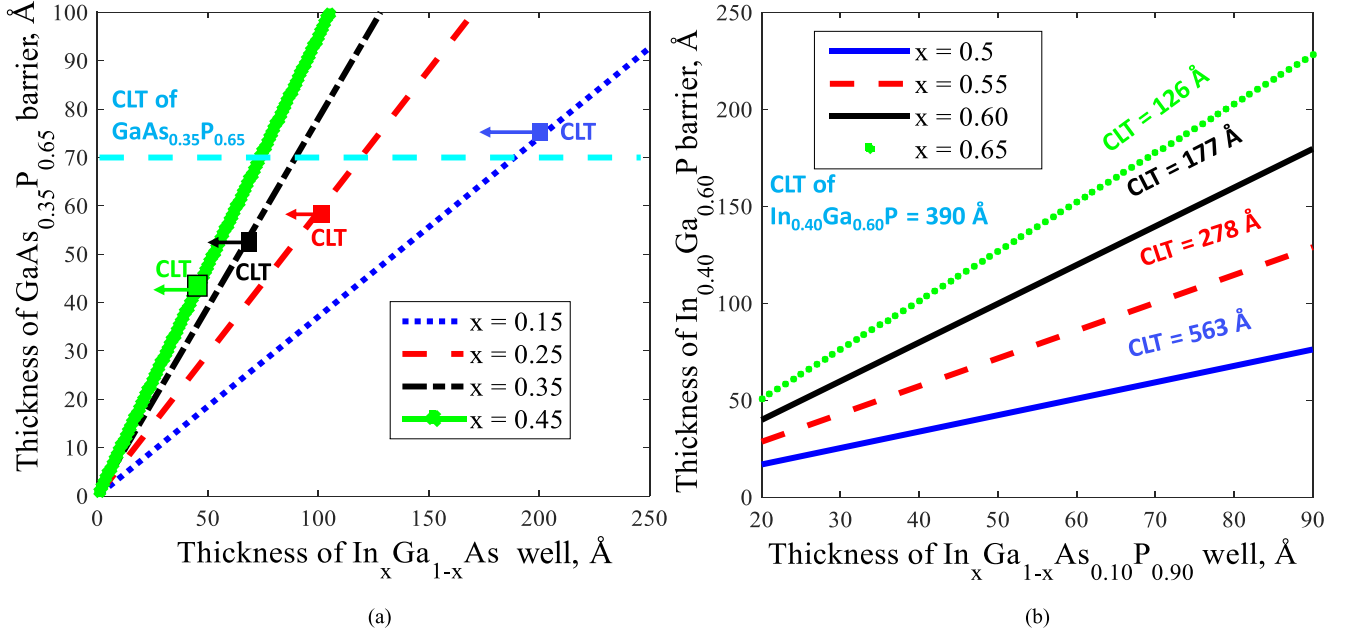 Thickness of GaAs0.35P0.65 barrier, Å
100
90
80
70
60
50
40
30
20
10
0
CLT of
GaAs0.35P0.65
CLT
CLT
CLT
CLT
x = 0.15
x = 0.25
x = 0.35
x = 0.45
0
50
100
150
200
250
Thickness of InxGa1-xAs well, Å
(a)
Thickness of In0.40Ga0.60P barrier, Å
250
200
150
100
50
0
x = 0.5
x = 0.55
x = 0.60
x = 0.65
CLT of
In0.40Ga0.60P = 390 Å
CLT = 126 Å
CLT = 177 Å
CLT = 278 Å
CLT = 563 Å
20
30
40
50
60
70
80
90
Thickness of InxGa1-xAs0.10P0.90 well, Å
(b)